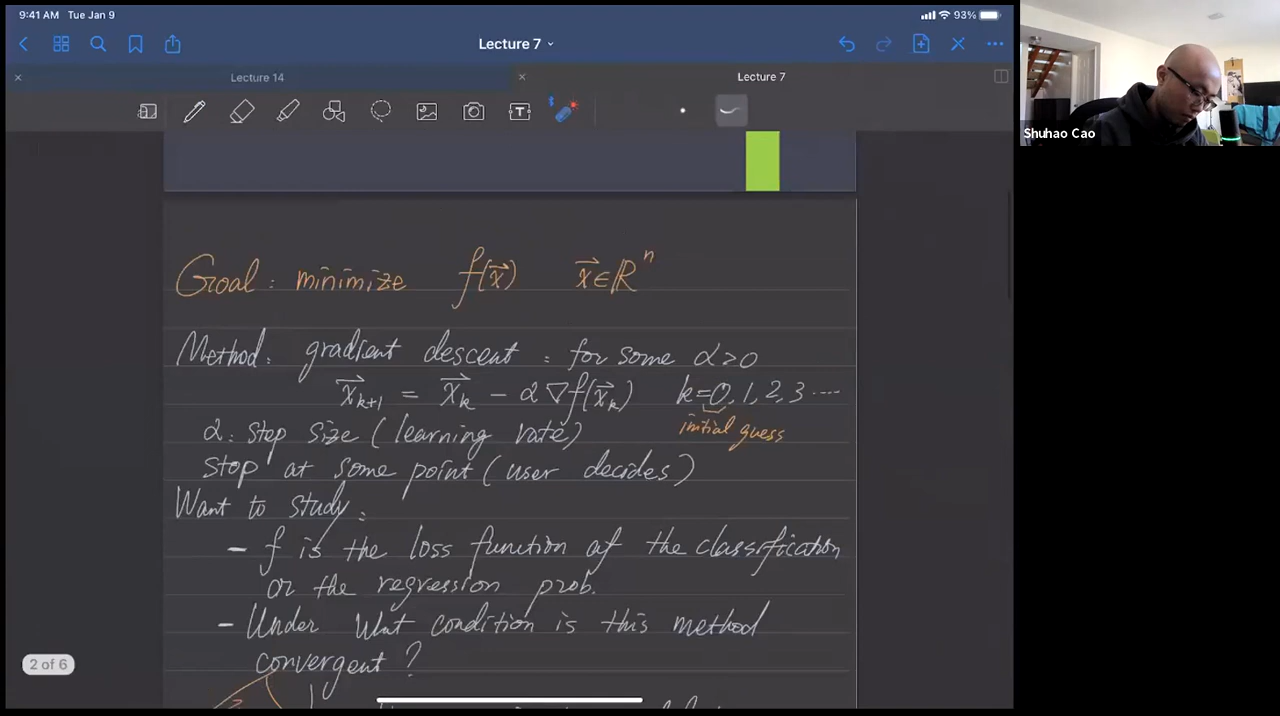 9:41 AM Tue Jan 9
93%
Lecture 7
Lecture 14
Lecture 7
Shuhao Cao
Goal: minimize f(x⃗) x⃗∈ℝⁿ
Method: gradient descent: for some α>0
x⃗ₖ₊₁ = x⃗ₖ − α∇f(x⃗ₖ) k=0, 1, 2, 3 ....
initial guess
α: Step size (learning rate)
Stop at some point (user decides)
Want to study:
- f is the loss function of the classification
or the regression prob.
- Under what condition is this method
convergent?
2 of 6